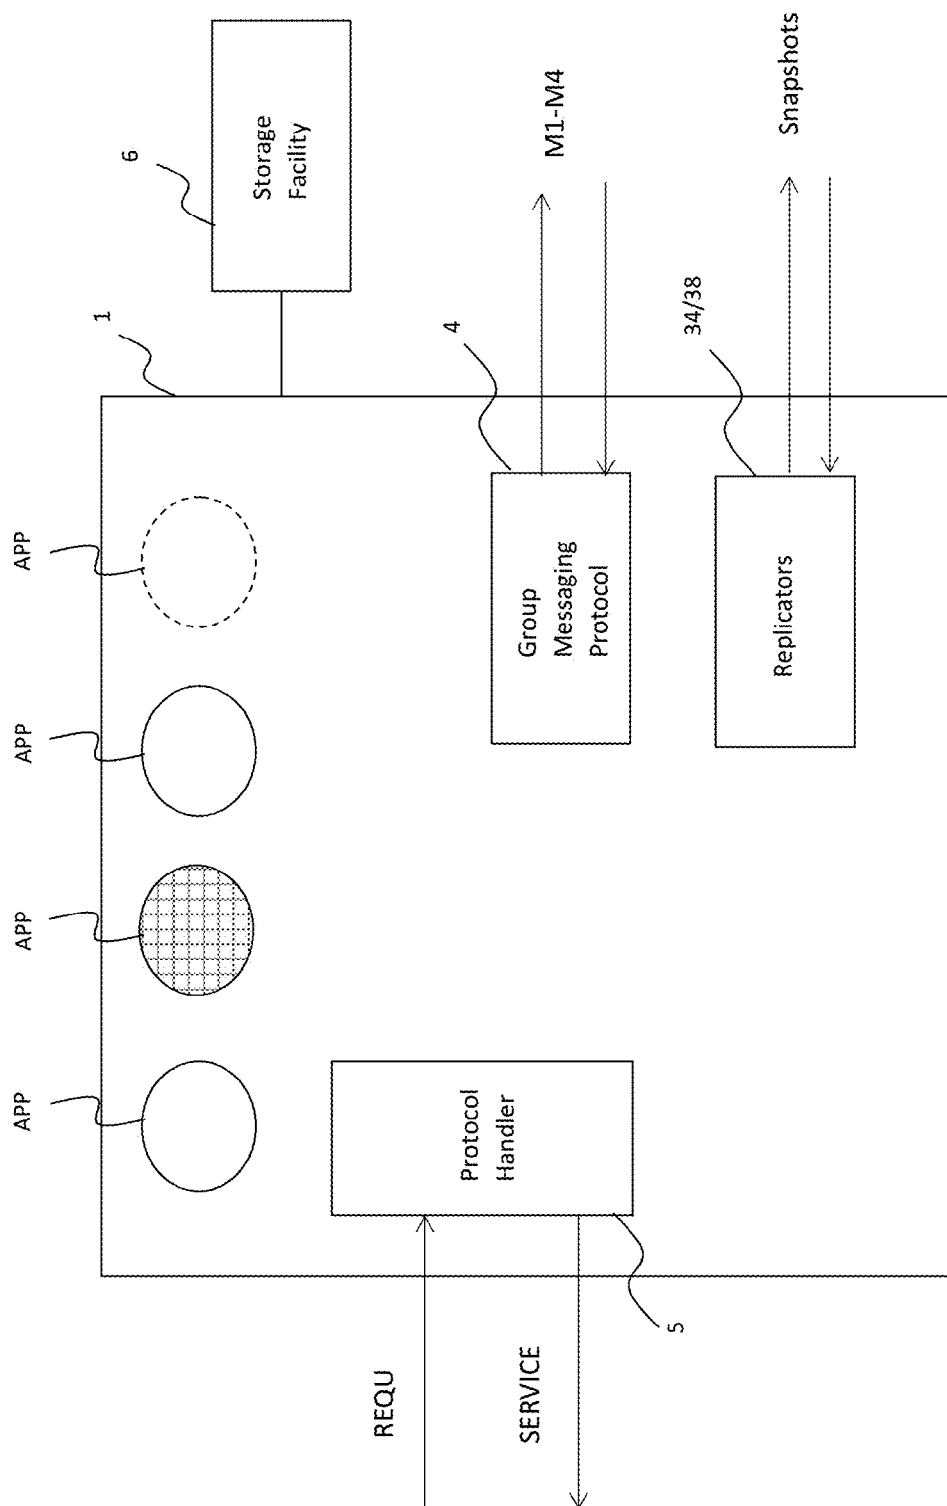 APP
APP
APP
APP
1
6
Storage
Facility
REQU
SERVICE
Protocol
Handler
5
Group
Messaging
Protocol
4
M1-M4
Replicators
34/38
Snapshots